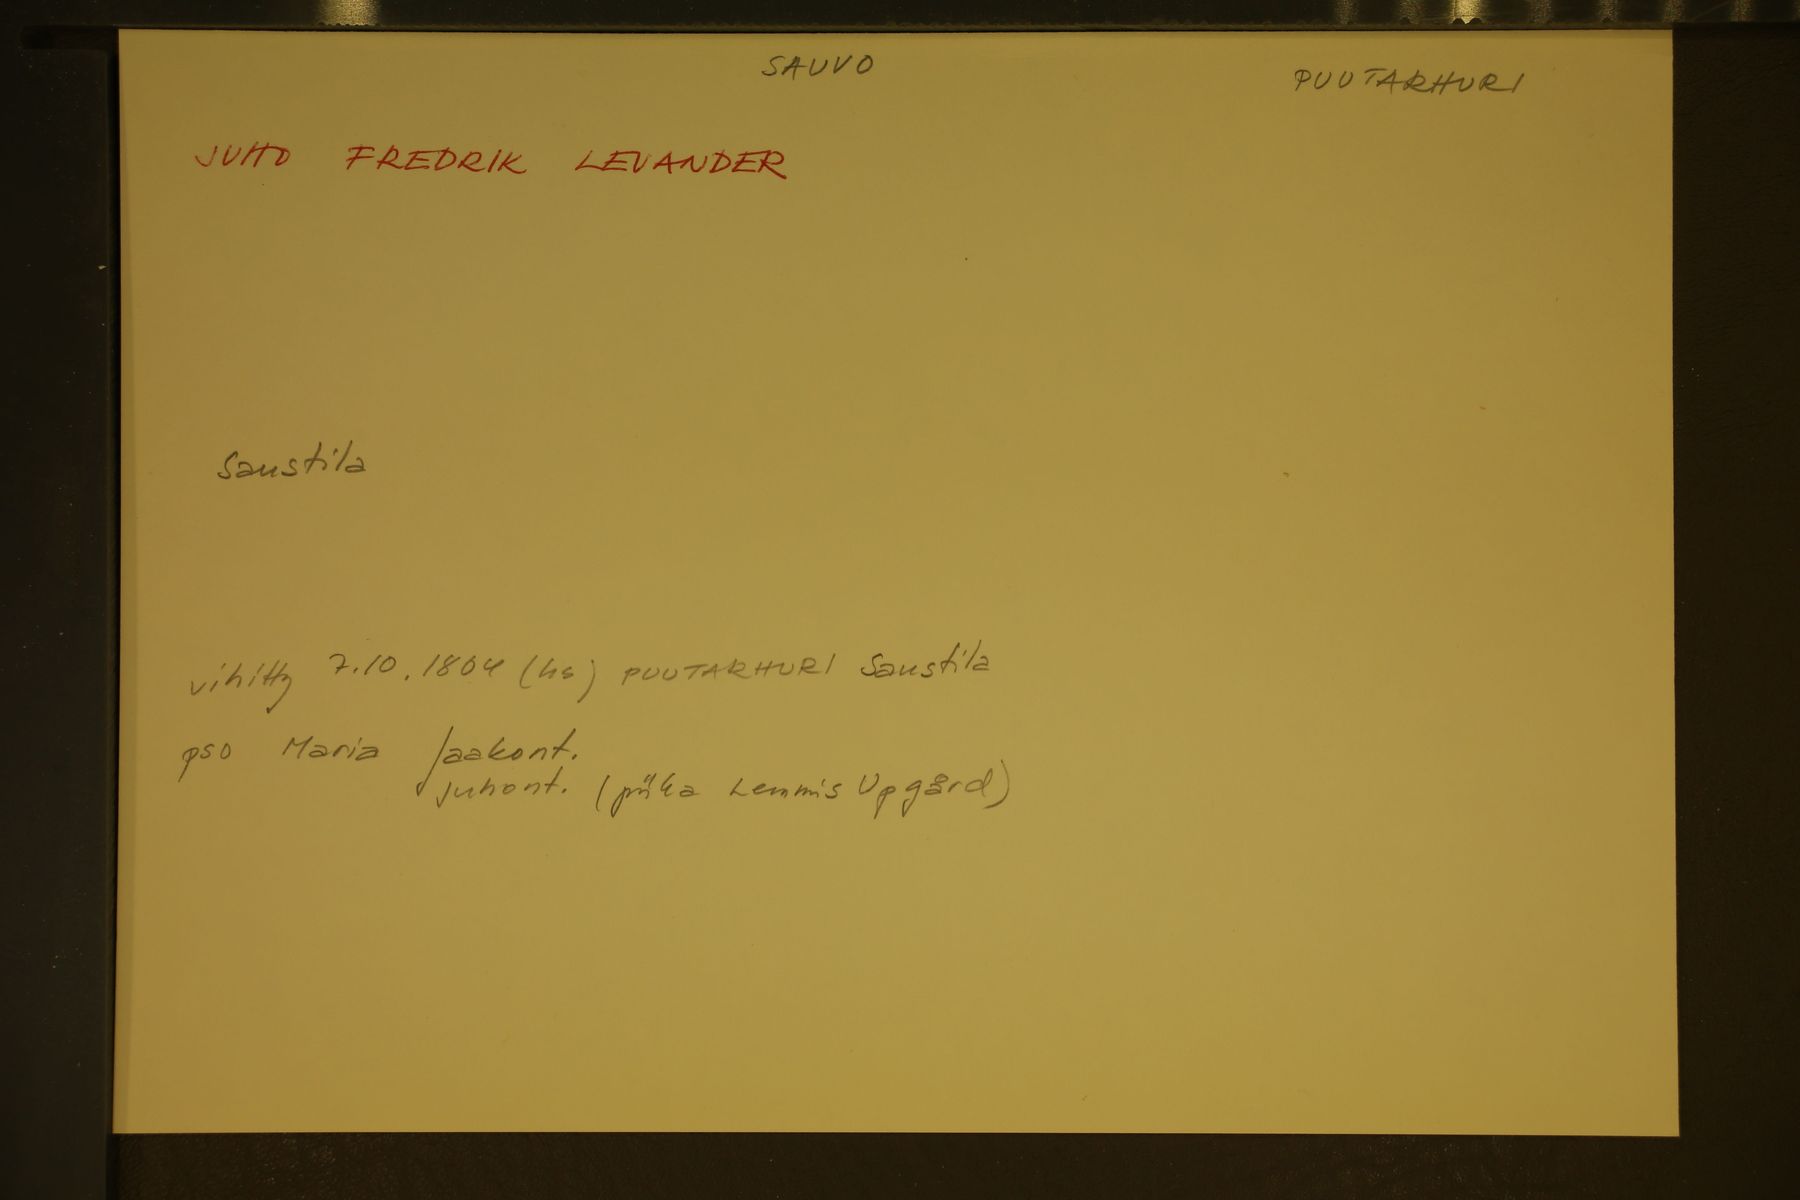 SAUVO
PUUTARHURI
JUHO FREDRIK LEVANDER
Saustila
vihitty 7.10.1804 (hs) PUUTARHURI Saustila
pso Maria Jaakont.
Juhont. (piika Lemmis Uppgård)